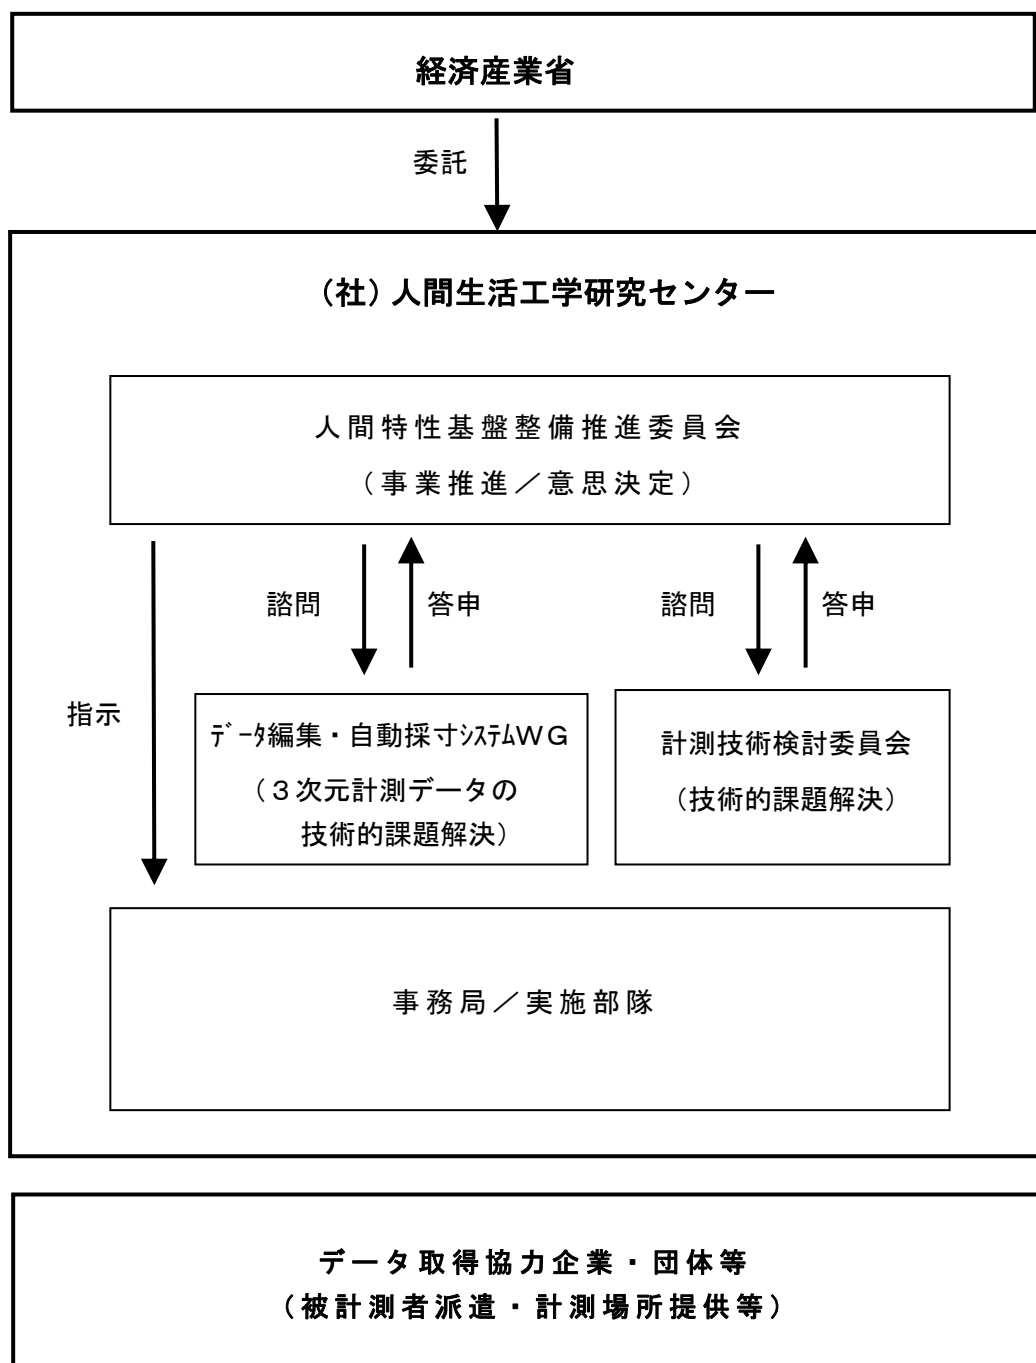 経済産業省
委託
（社）人間生活工学研究センター
人間特性基盤整備推進委員会
（事業推進／意思決定）
諮問
答申
諮問
答申
指示
ﾃﾞｰﾀ編集・自動採寸ｼｽﾃﾑWＧ
（３次元計測データの
技術的課題解決）
計測技術検討委員会
（技術的課題解決）
事務局／実施部隊
データ取得協力企業・団体等
（被計測者派遣・計測場所提供等）